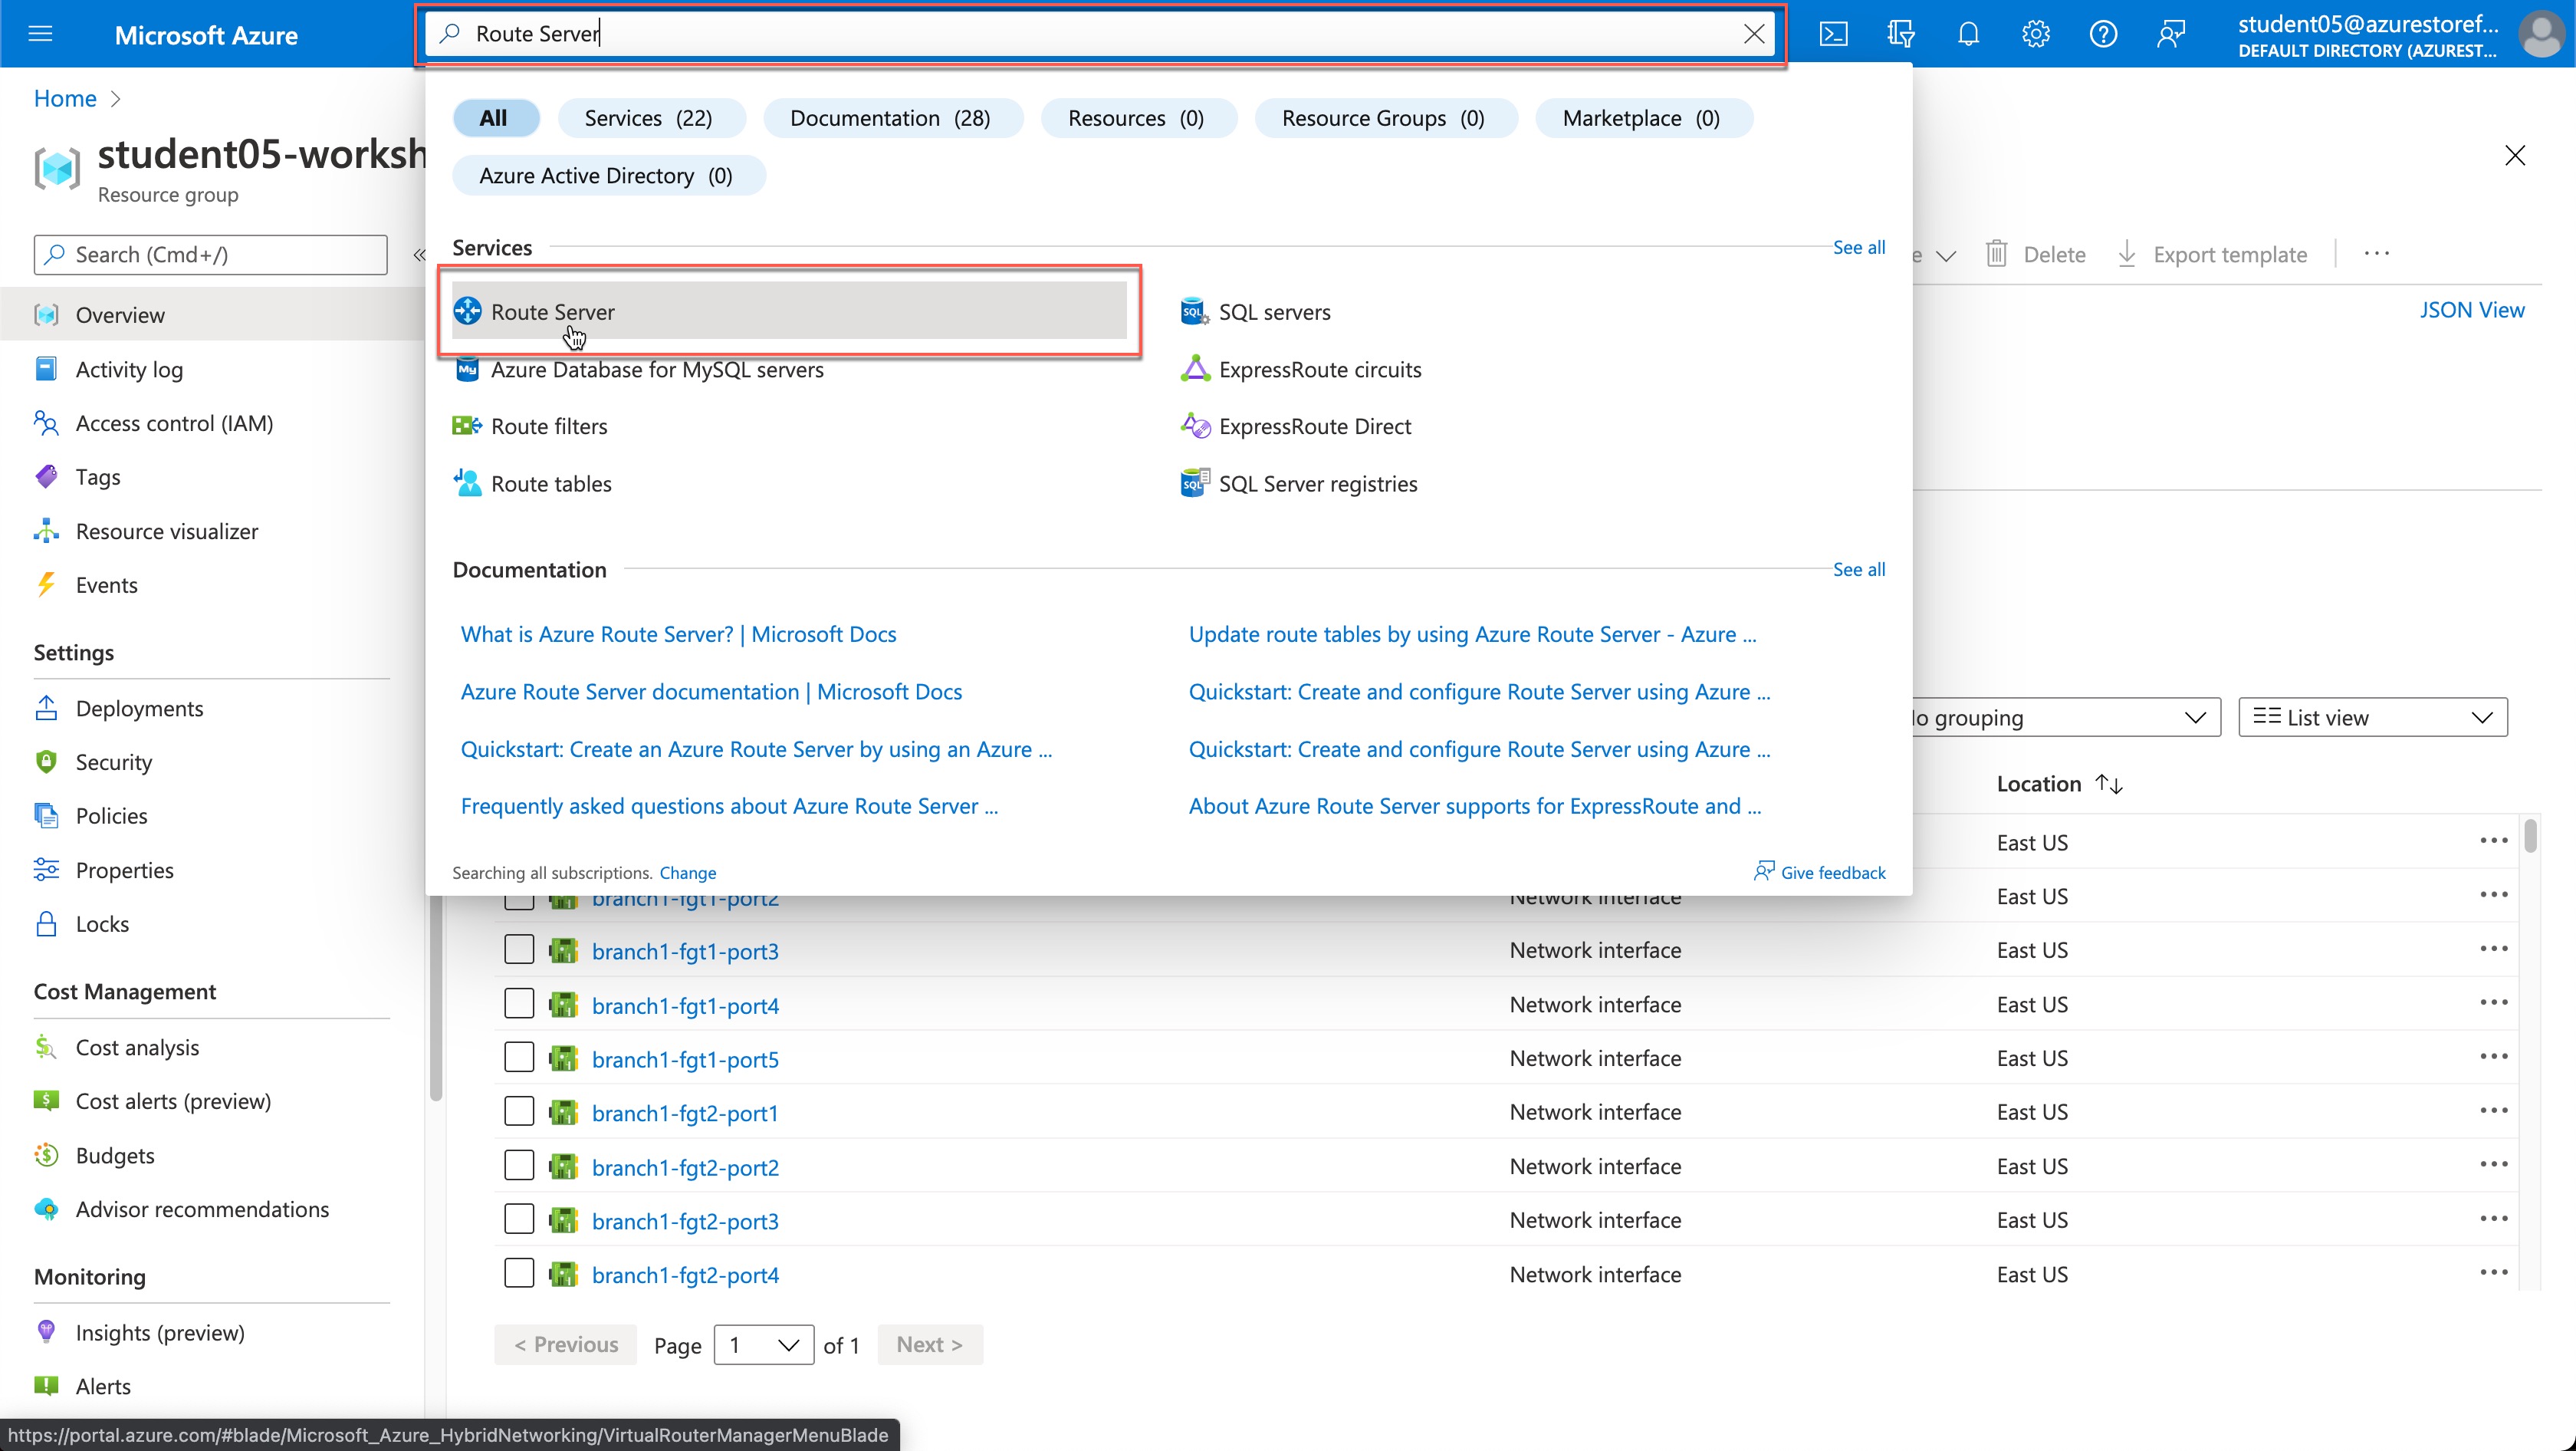 Microsoft Azure
Route Server
student05@azurestoref...
DEFAULT DIRECTORY (AZUREST...
Home
student05-worksh
Resource group
Search (Cmd+/)
Overview
Activity log
Access control (IAM)
Tags
Resource visualizer
Events
Settings
Deployments
Security
Policies
Properties
Locks
Cost Management
Cost analysis
Cost alerts (preview)
Budgets
Advisor recommendations
Monitoring
Insights (preview)
Alerts
All Services (22) Documentation (28) Resources (0) Resource Groups (0) Marketplace (0)
Azure Active Directory (0)
Services See all
Route Server SQL servers
Azure Database for MySQL servers ExpressRoute circuits
Route filters ExpressRoute Direct
Route tables SQL Server registries
Documentation See all
What is Azure Route Server? | Microsoft Docs Update route tables by using Azure Route Server - Azure ...
Azure Route Server documentation | Microsoft Docs Quickstart: Create and configure Route Server using Azure ...
Quickstart: Create an Azure Route Server by using an Azure ... Quickstart: Create and configure Route Server using Azure ...
Frequently asked questions about Azure Route Server ... About Azure Route Server supports for ExpressRoute and ...
Searching all subscriptions. Change Give feedback
e Delete Export template
JSON View
lo grouping List view
Location
East US
branch1-fgt1-port2 Network interface East US
branch1-fgt1-port3 Network interface East US
branch1-fgt1-port4 Network interface East US
branch1-fgt1-port5 Network interface East US
branch1-fgt2-port1 Network interface East US
branch1-fgt2-port2 Network interface East US
branch1-fgt2-port3 Network interface East US
branch1-fgt2-port4 Network interface East US
< Previous Page 1 of 1 Next >
https://portal.azure.com/#blade/Microsoft_Azure_HybridNetworking/VirtualRouterManagerMenuBlade